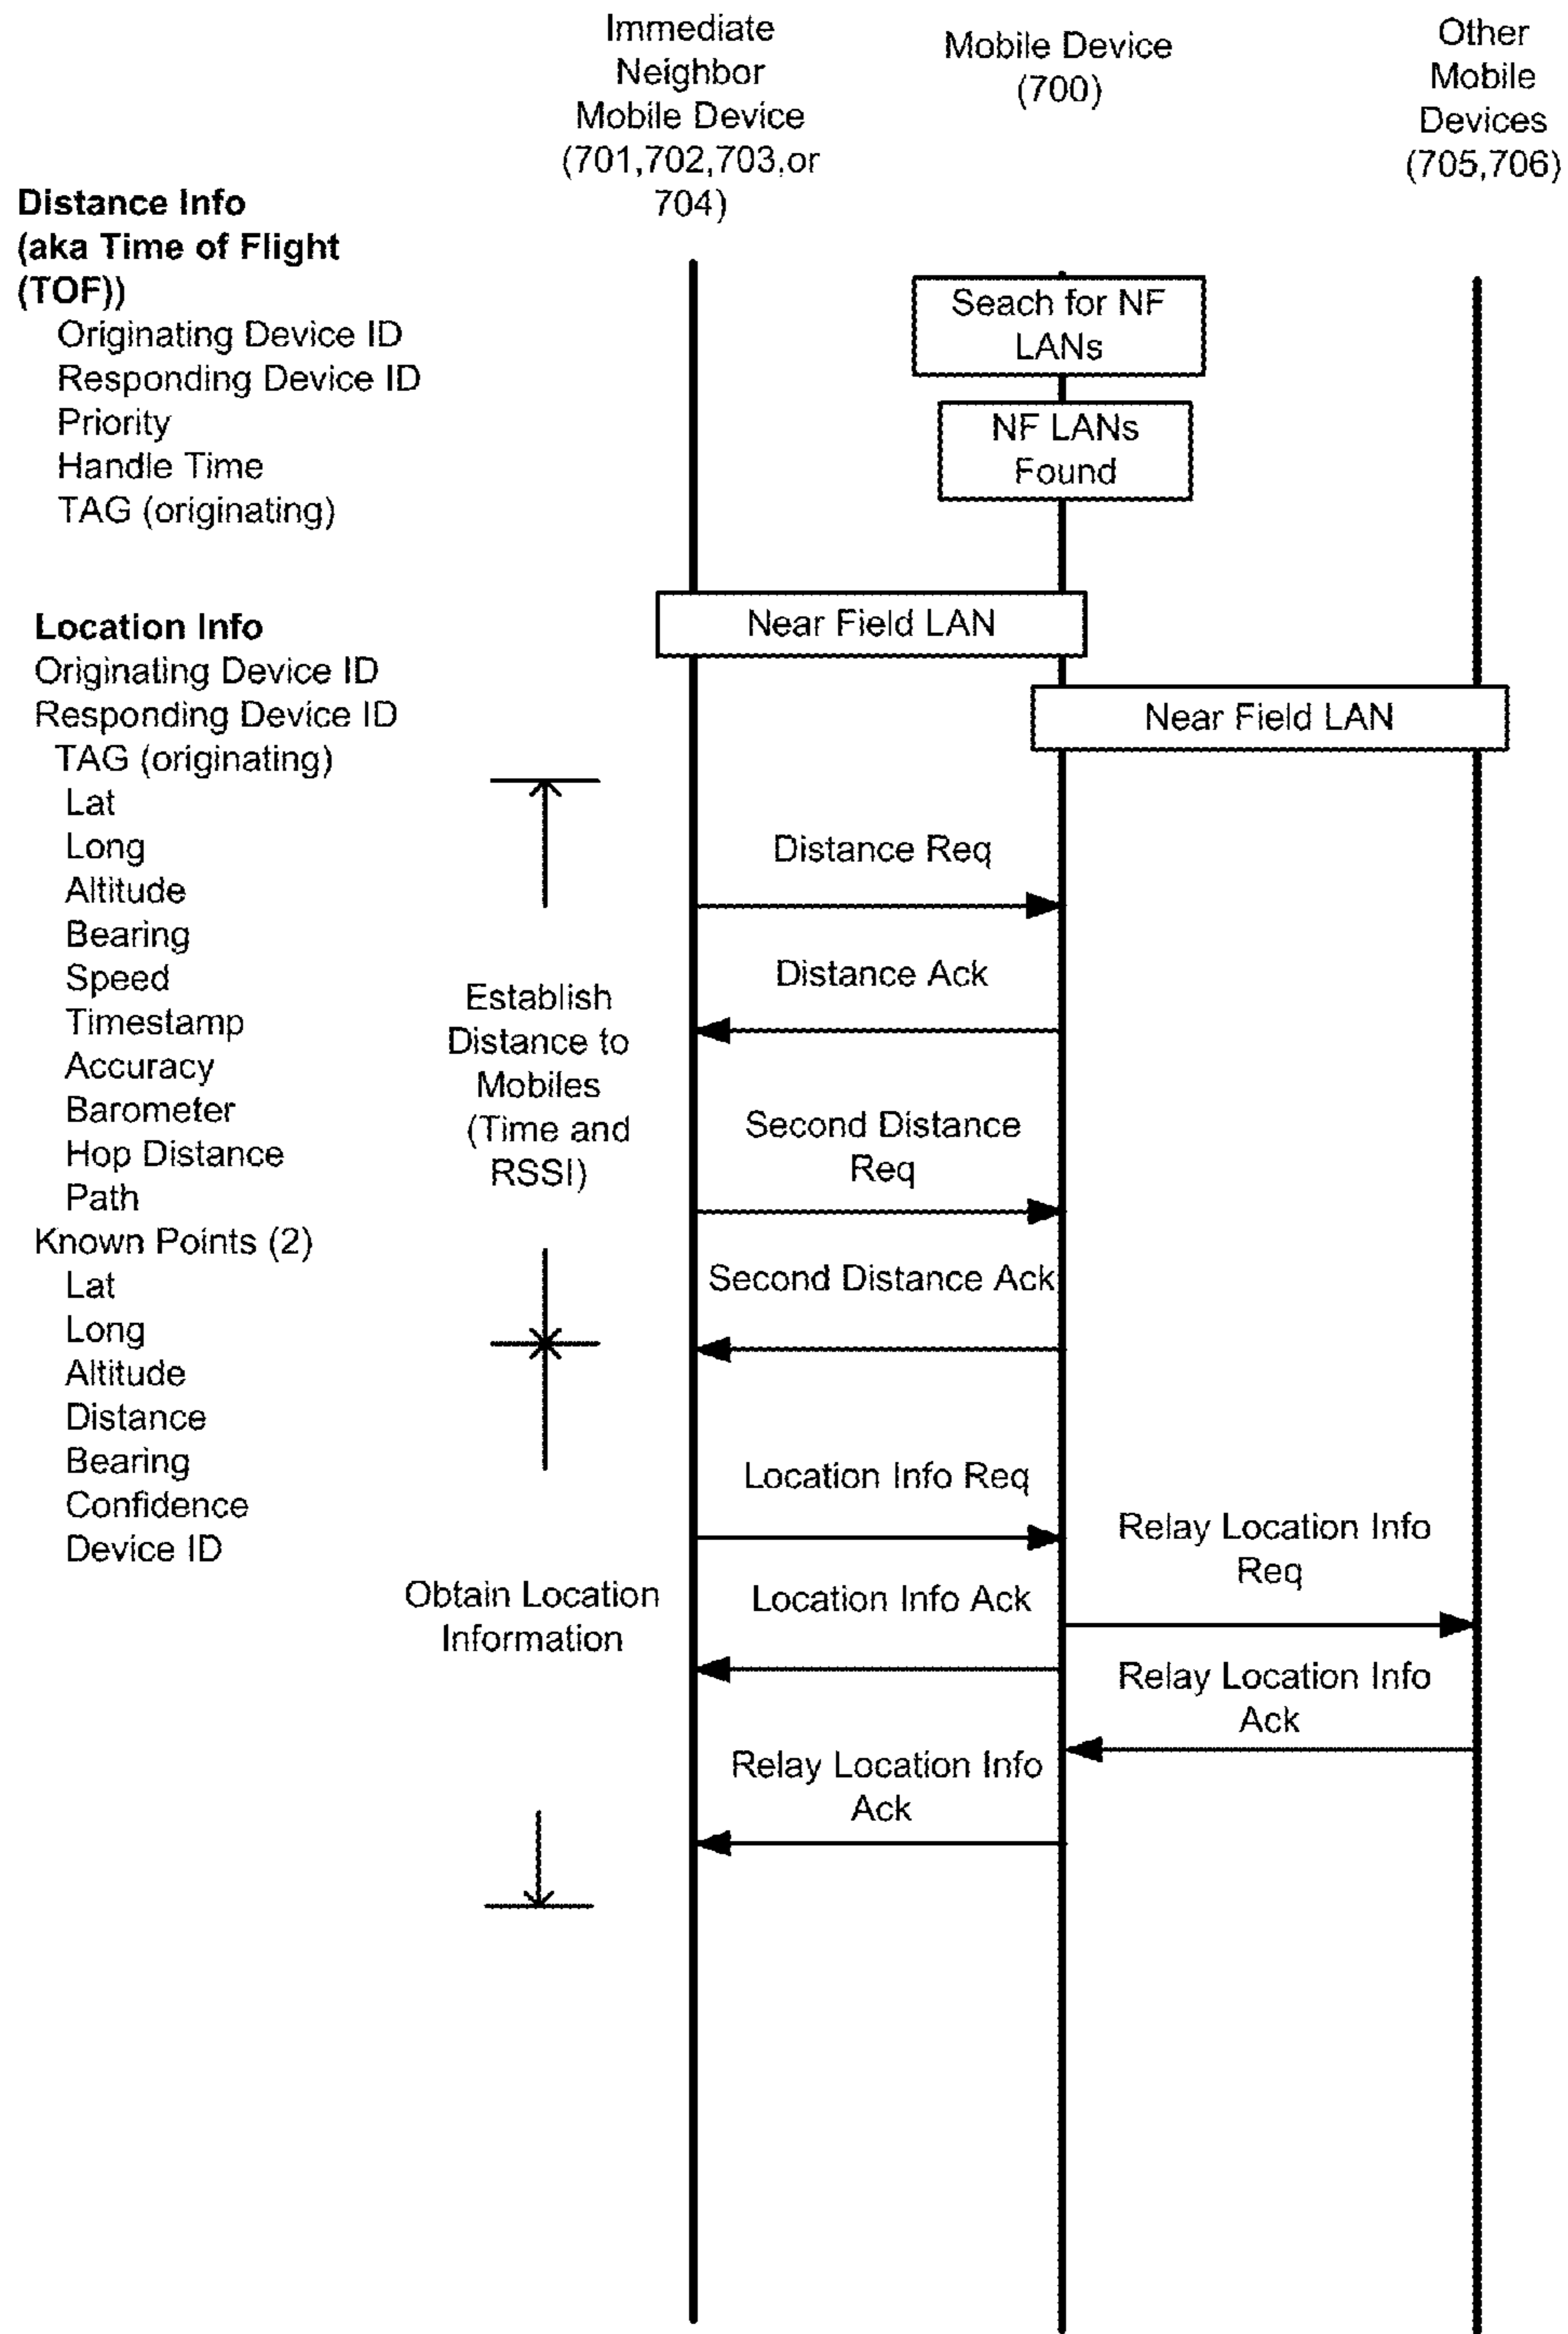 Immediate
Neighbor
Mobile Device
(701,702,703,or
704)
Mobile Device
(700)
Other
Mobile
Devices
(705,706)
Distance Info
(aka Time of Flight
(TOF))
Originating Device ID
Responding Device ID
Priority
Handle Time
TAG (originating)
Seach for NF
LANs
NF LANs
Found
Near Field LAN
Near Field LAN
Location Info
Originating Device ID
Responding Device ID
TAG (originating)
Lat
Long
Altitude
Bearing
Speed
Timestamp
Accuracy
Barometer
Hop Distance
Path
Known Points (2)
Lat
Long
Altitude
Distance
Bearing
Confidence
Device ID
Establish
Distance to
Mobiles
(Time and
RSSI)
Distance Req
Distance Ack
Second Distance
Req
Second Distance Ack
Obtain Location
Information
Location Info Req
Relay Location Info
Req
Location Info Ack
Relay Location Info
Ack
Relay Location Info
Ack